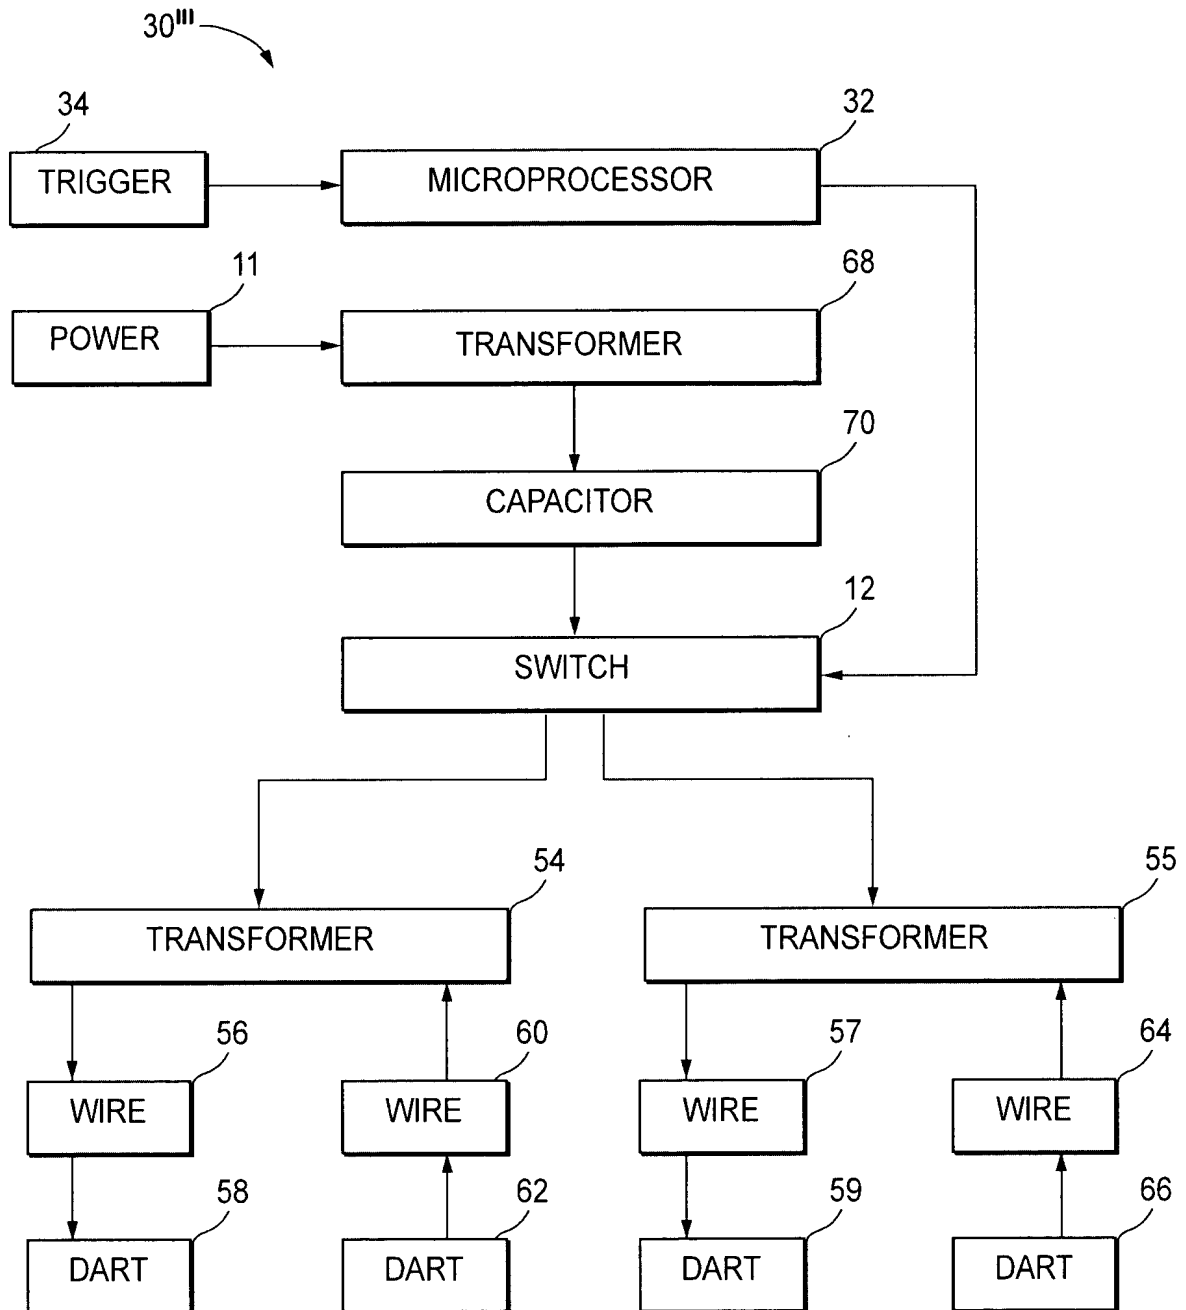 30'''
34
32
TRIGGER
MICROPROCESSOR
11
68
POWER
TRANSFORMER
70
CAPACITOR
12
SWITCH
54
55
TRANSFORMER
TRANSFORMER
56
60
57
64
WIRE
WIRE
WIRE
WIRE
58
62
59
66
DART
DART
DART
DART